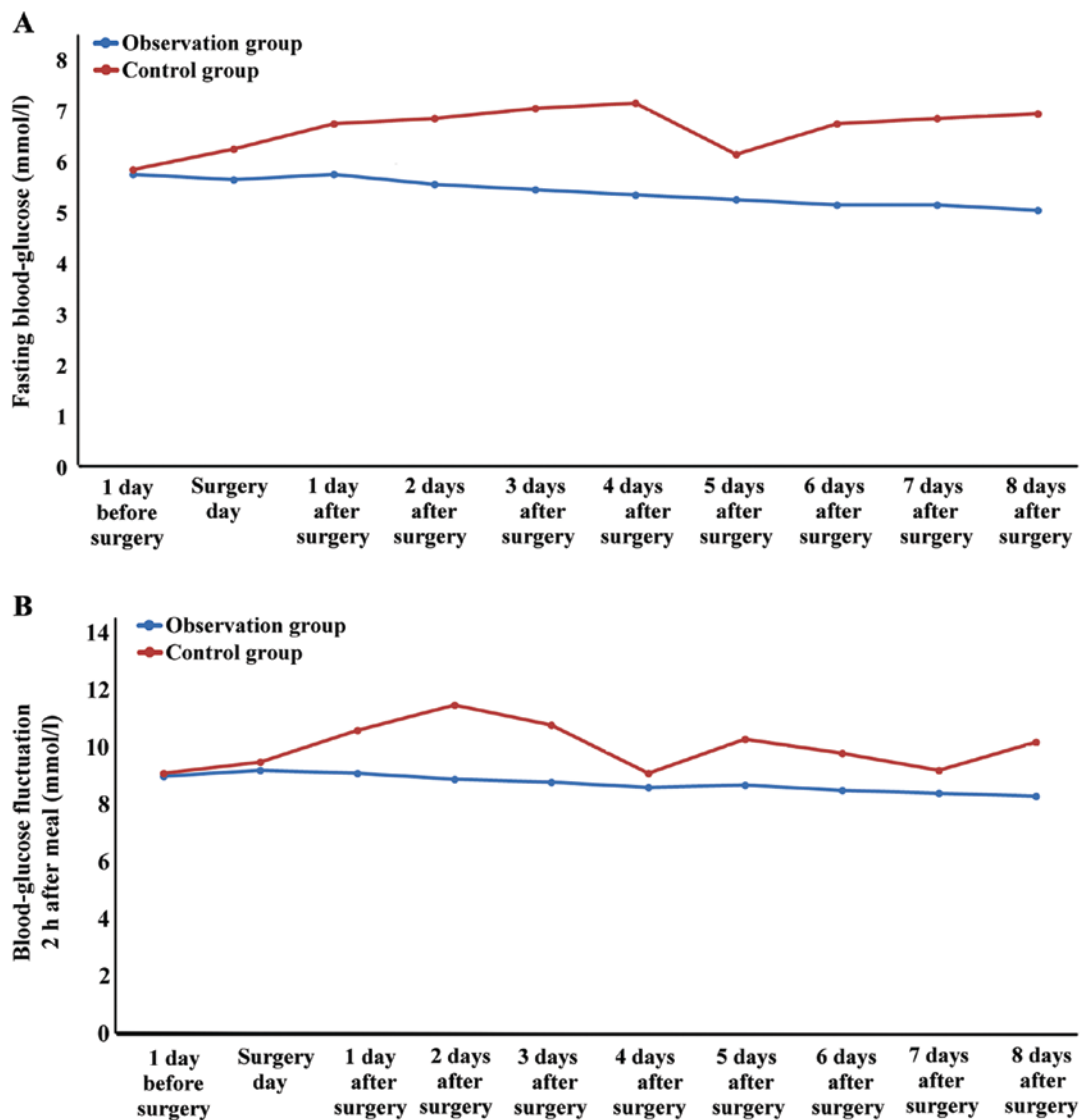 A
Observation group
Control group
Fasting blood-glucose (mmol/l)
8
7
6
5
4
3
2
1
0
1 day
before
surgery
Surgery
day
1 day
after
surgery
2 days
after
surgery
3 days
after
surgery
4 days
after
surgery
5 days
after
surgery
6 days
after
surgery
7 days
after
surgery
8 days
after
surgery
B
Observation group
Control group
Blood-glucose fluctuation
2 h after meal (mmol/l)
14
12
10
8
6
4
2
0
1 day
before
surgery
Surgery
day
1 day
after
surgery
2 days
after
surgery
3 days
after
surgery
4 days
after
surgery
5 days
after
surgery
6 days
after
surgery
7 days
after
surgery
8 days
after
surgery